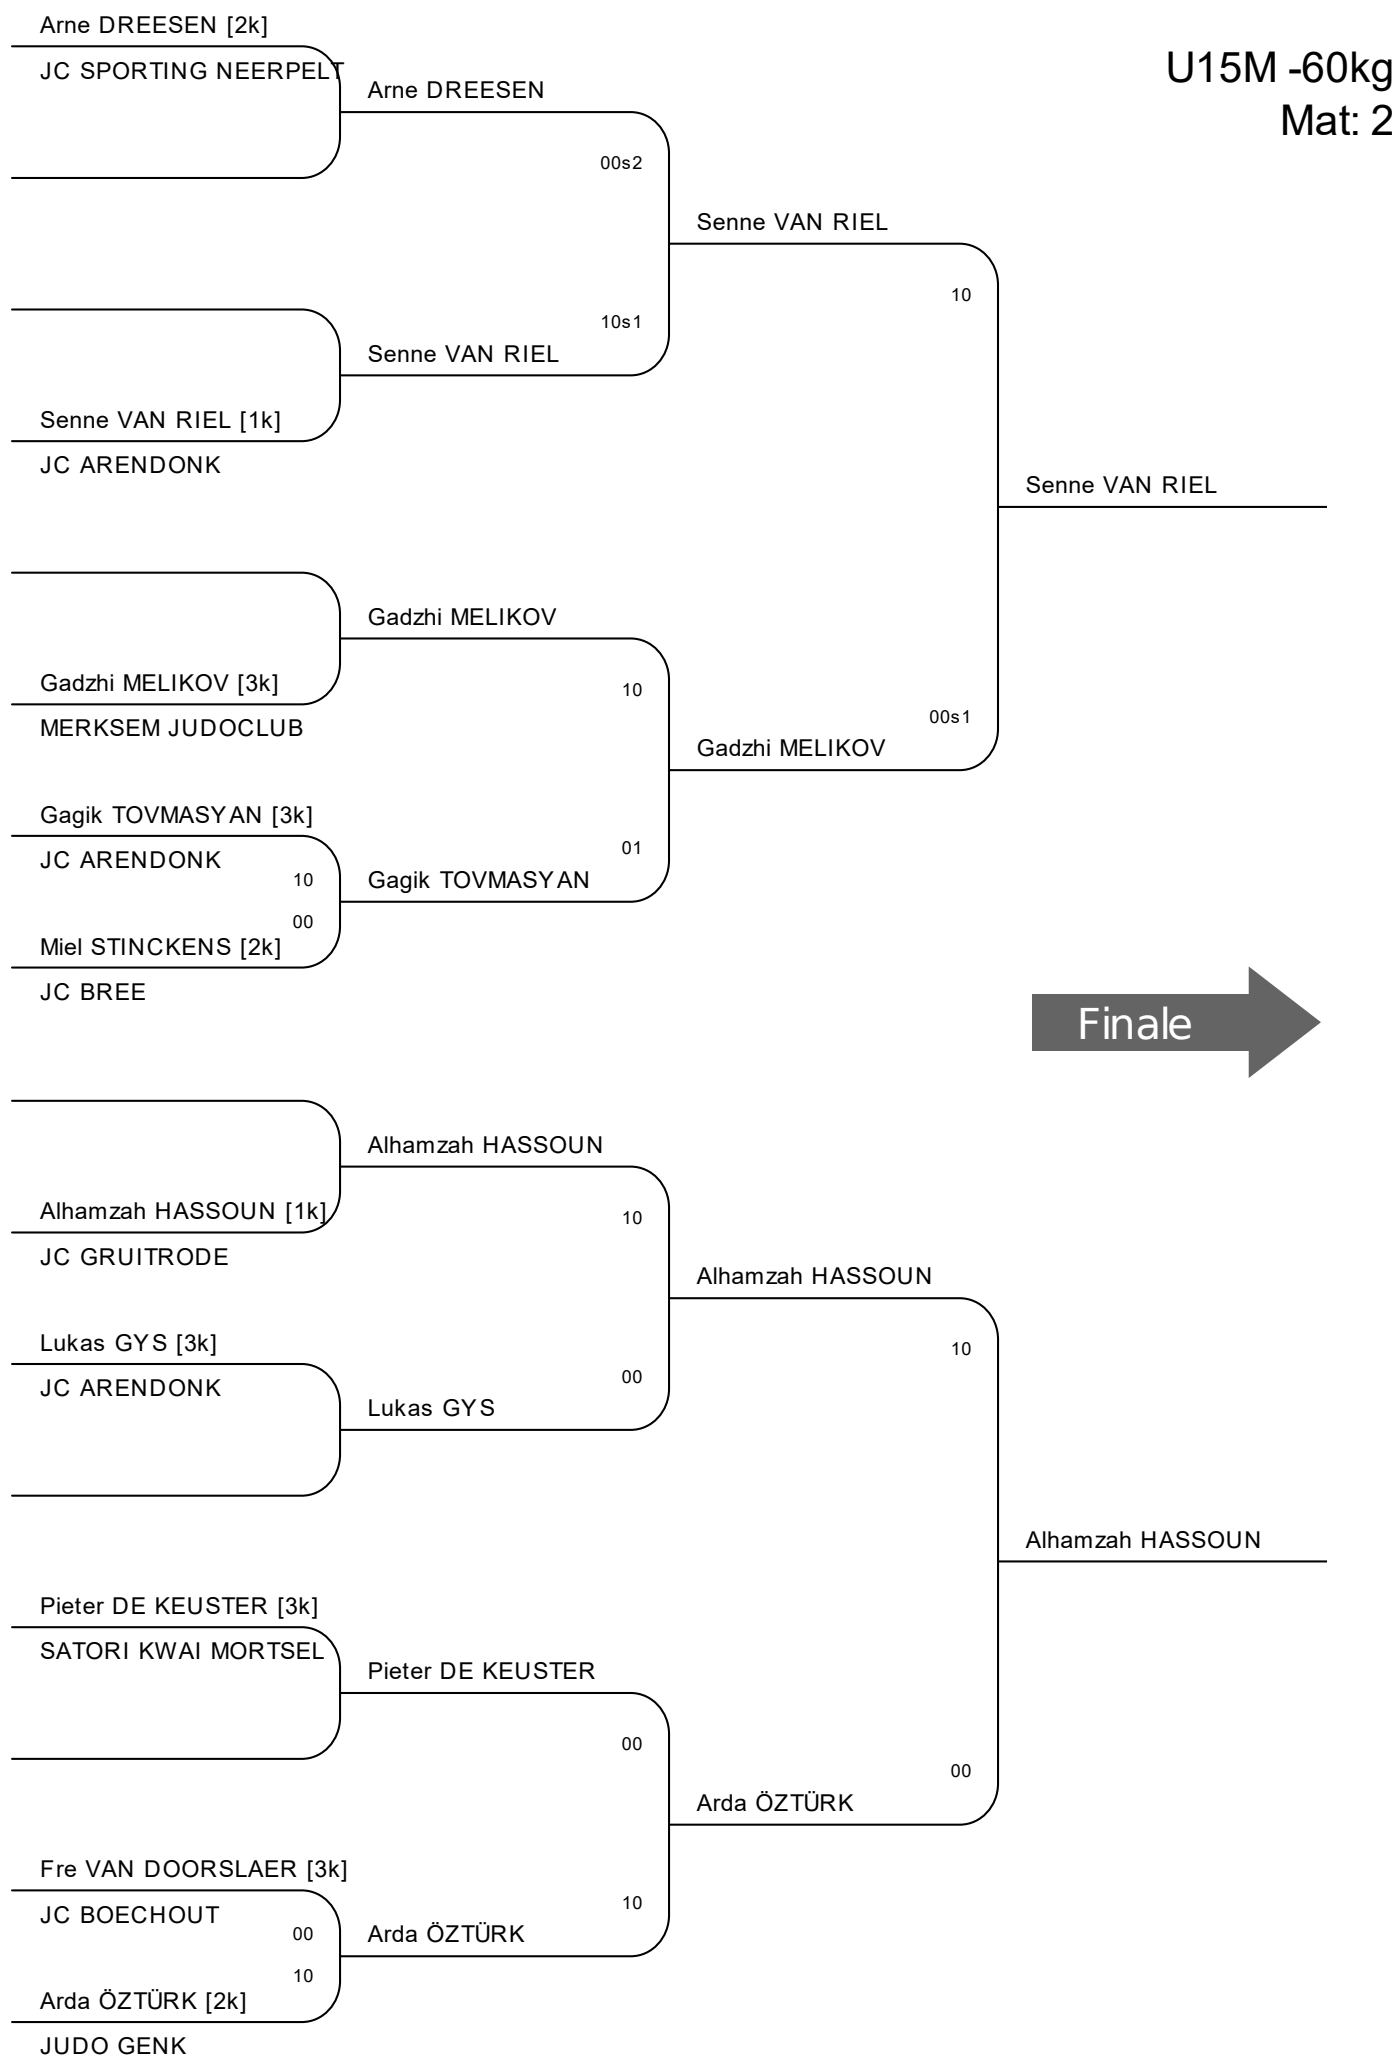 Arne DREESEN [2k]
JC SPORTING NEERPELT
U15M -60kg
Mat: 2
Arne DREESEN
00s2
Senne VAN RIEL
10
10s1
Senne VAN RIEL
Senne VAN RIEL [1k]
JC ARENDONK
Senne VAN RIEL
Gadzhi MELIKOV
Gadzhi MELIKOV [3k]
MERKSEM JUDOCLUB
10
00s1
Gadzhi MELIKOV
Gagik TOVMASYAN [3k]
JC ARENDONK
01
10
Gagik TOVMASYAN
00
Miel STINCKENS [2k]
JC BREE
Finale
Alhamzah HASSOUN
Alhamzah HASSOUN [1k]
JC GRUITRODE
10
Alhamzah HASSOUN
10
Lukas GYS [3k]
JC ARENDONK
00
Lukas GYS
Alhamzah HASSOUN
Pieter DE KEUSTER [3k]
SATORI KWAI MORTSEL
Pieter DE KEUSTER
00
00
Arda ÖZTÜRK
Fre VAN DOORSLAER [3k]
JC BOECHOUT
10
00
Arda ÖZTÜRK
10
Arda ÖZTÜRK [2k]
JUDO GENK